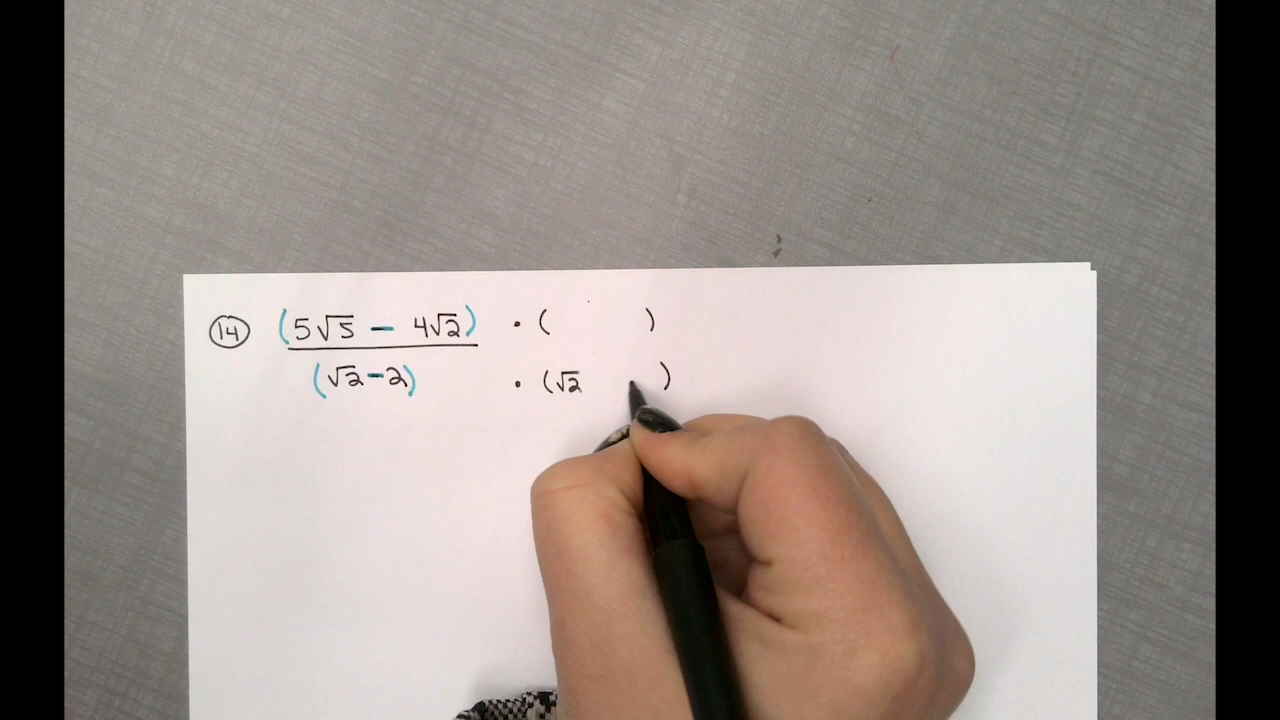 14 (5√5 - 4√2) · ( )
(√2-2) · (√2 )